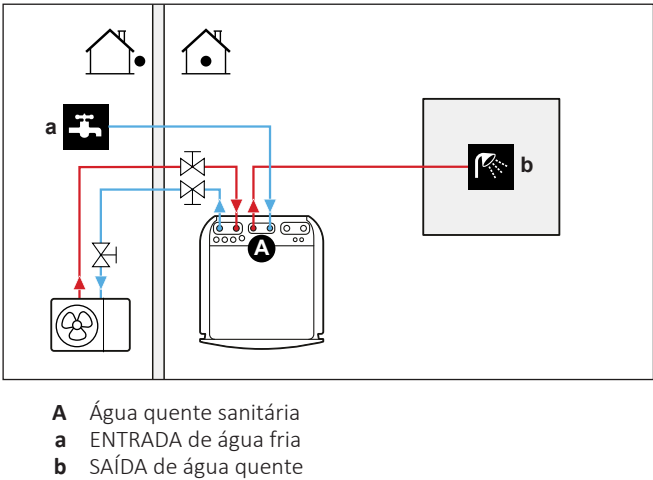 a
b
A
A Água quente sanitária
a ENTRADA de água fria
b SAÍDA de água quente